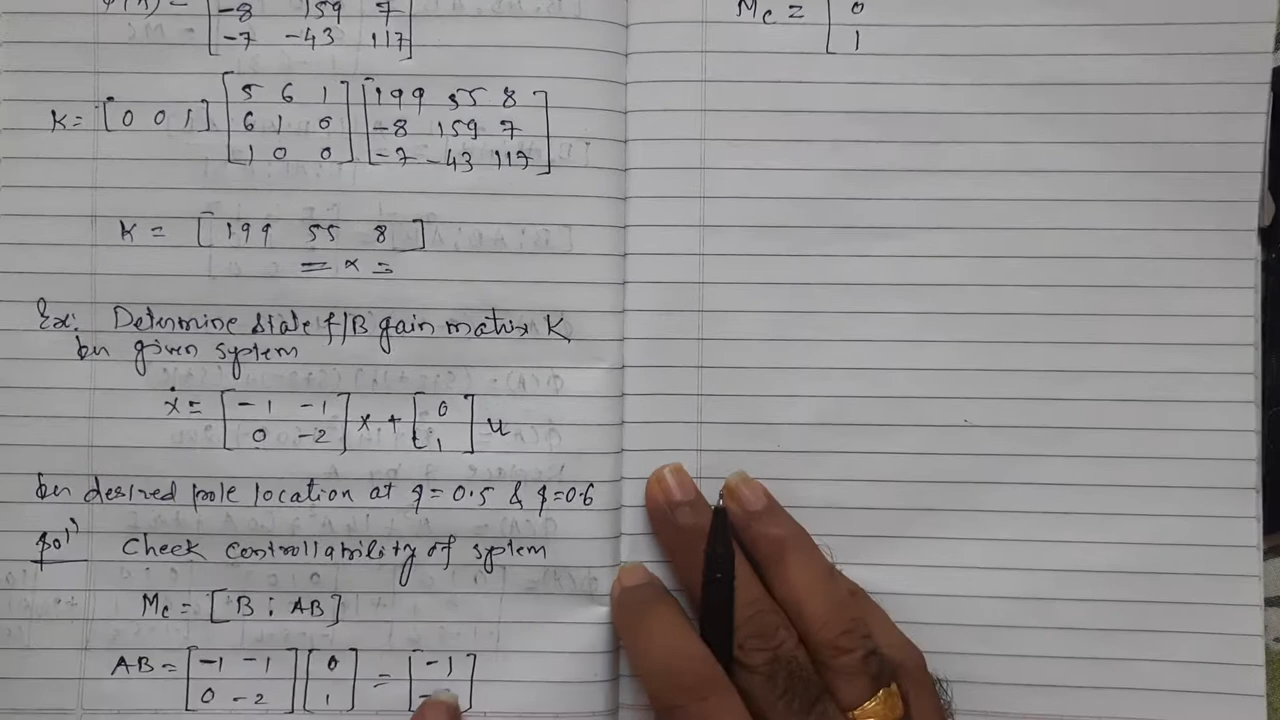 -8 159 7
-7 -43 117
K = [0 0 1] [5 6 1] [199 55 8]
6 1 0 -8 159 7
1 0 0 -7 -43 117
K = [199 55 8]
= x =
Ex: Determine State f/B gain matrix K
for given system
ẋ = [-1 -1] x + [0] u
0 -2 1
for desired pole location at
= 0.5 &
= 0.6
Soln Check Controllability of system
Mc = [B : AB]
AB = [-1 -1] [0] = [-1]
0 -2 1
Mc = 0
1